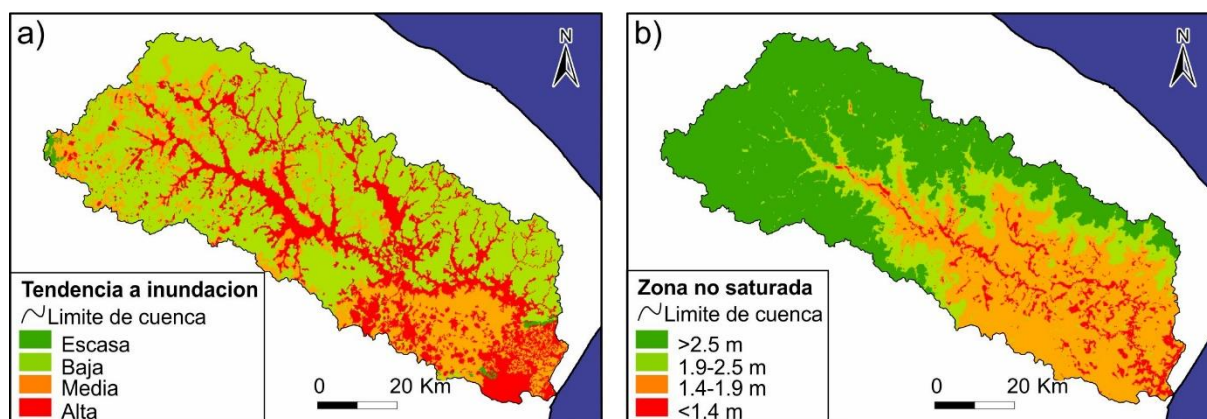 a)
N
Tendencia a inundacion
Limite de cuenca
Escasa
Baja
Media
Alta
0 20 Km
b)
N
Zona no saturada
Limite de cuenca
>2.5 m
1.9-2.5 m
1.4-1.9 m
<1.4 m
0 20 Km